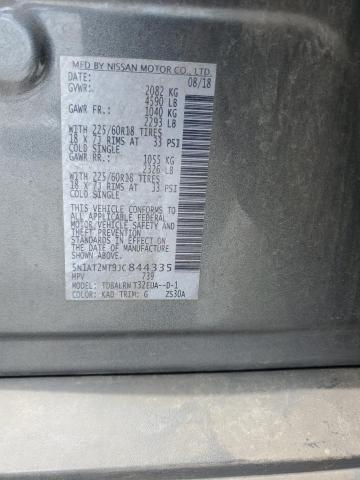 MFD BY NISSAN MOTOR CO., LTD.
DATE: 08/18
GVWR: 2082 KG
4590 LB
GAWR FR.: 1040 KG
2293 LB
WITH 225/60R18 TIRES
18 X 7J RIMS AT 33 PSI
COLD SINGLE
GAWR RR.: 1055 KG
2326 LB
WITH 225/60R18 TIRES
18 X 7J RIMS AT 33 PSI
COLD SINGLE
THIS VEHICLE CONFORMS TO ALL
APPLICABLE FEDERAL
MOTOR VEHICLE SAFETY STANDARDS
IN EFFECT ON THE DATE OF
MANUFACTURE SHOWN ABOVE.
5N1AT2MT9JC844335
MPV 739
MODEL: TDBALRW T32EUA--D-1
COLOR: KAD TRIM: G ZS30A